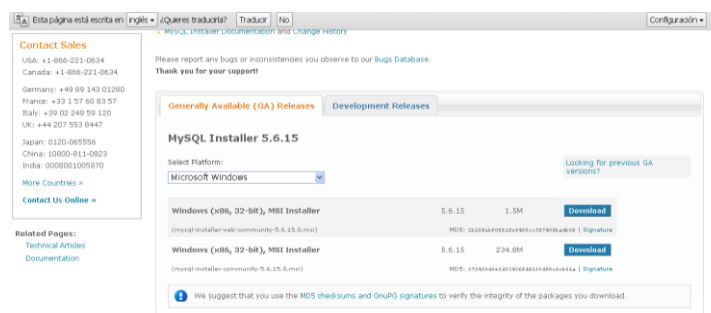 Esta página está escrita en inglés ¿Quieres traducirla? Traducir No Configuración
MySQL Installer Documentation and Change History
Please report any bugs or inconsistencies you observe to our Bugs Database.
Thank you for your support!
Contact Sales
USA: +1-866-221-0634
Canada: +1-866-221-0634
Germany: +49 89 143 01280
France: +33 1 57 60 83 57
Italy: +39 02 249 59 120
UK: +44 207 553 8447
Japan: 0120-065556
China: 10800-811-0823
India: 0008001005870
More Countries »
Contact Us Online »
Related Pages:
Technical Articles
Documentation
Generally Available (GA) Releases Development Releases
MySQL Installer 5.6.15
Select Platform:
Microsoft Windows
Looking for previous GA
versions?
Windows (x86, 32-bit), MSI Installer 5.6.15 1.5M Download
(mysql-installer-web-community-5.6.15.0.msi) MD5: | Signature
Windows (x86, 32-bit), MSI Installer 5.6.15 234.8M Download
(mysql-installer-community-5.6.15.0.msi) MD5: | Signature
We suggest that you use the MD5 checksums and GnuPG signatures to verify the integrity of the packages you download.